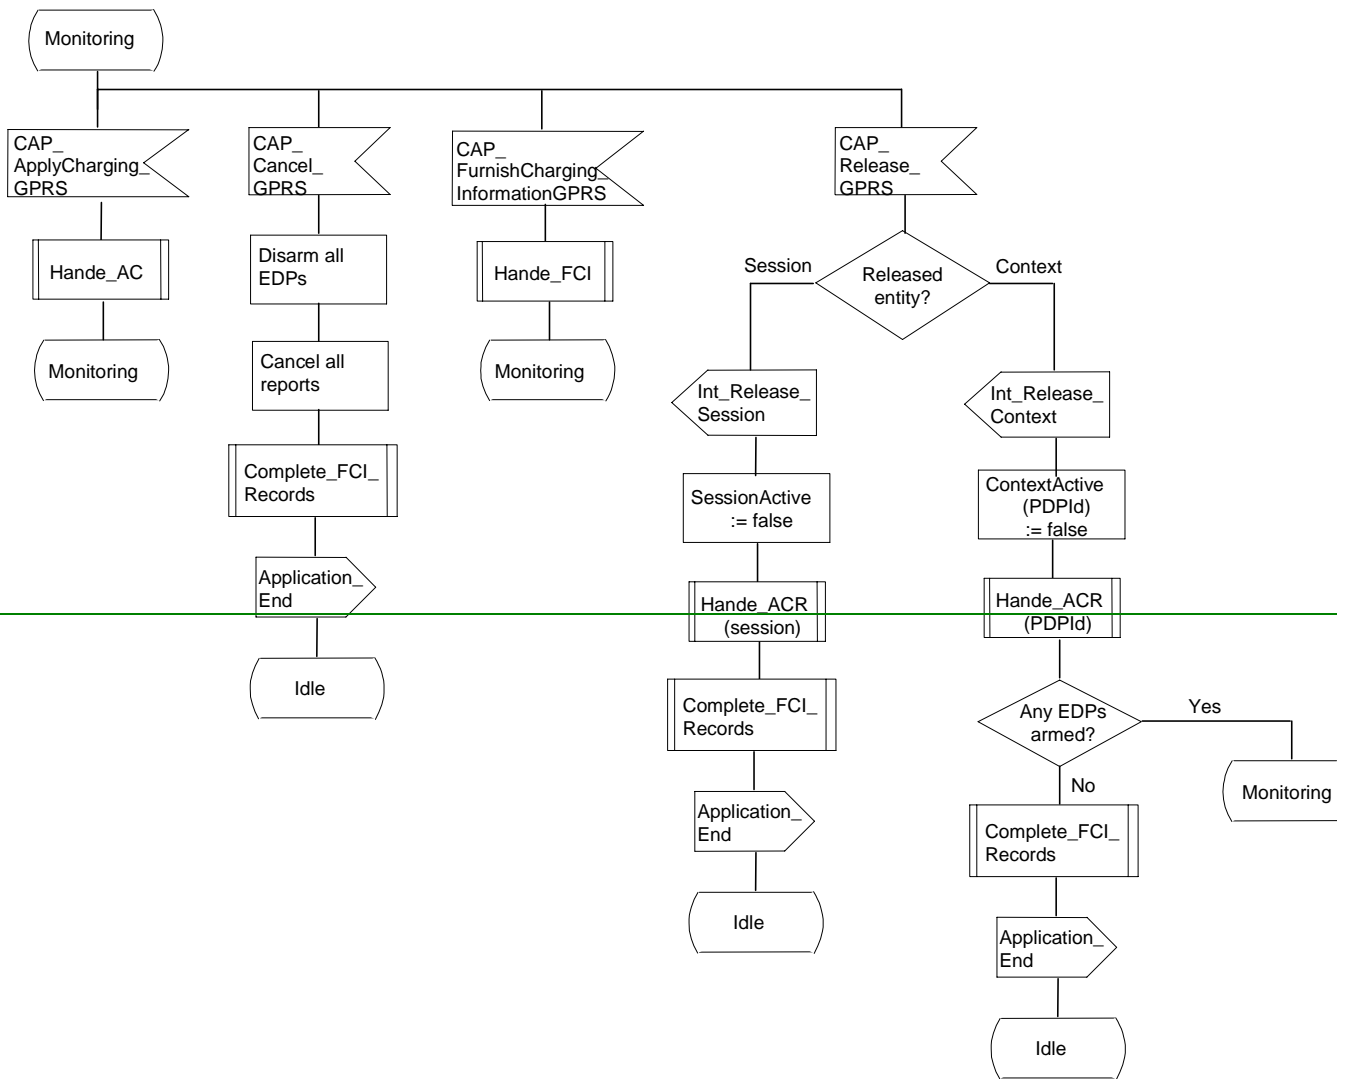 Monitoring
CAP_
ApplyCharging_
GPRS
CAP_
Cancel_
GPRS
CAP_
FurnishCharging_
InformationGPRS
CAP_
Release_
GPRS
Hande_AC
Disarm all
EDPs
Hande_FCI
Session
Released
entity?
Context
Monitoring
Cancel all
reports
Monitoring
Int_Release_
Session
Int_Release_
Context
Complete_FCI_
Records
SessionActive
:= false
ContextActive
(PDPId)
:= false
Application_
End
Hande_ACR
(session)
Hande_ACR
(PDPId)
Idle
Complete_FCI_
Records
Any EDPs
armed?
Yes
No
Monitoring
Application_
End
Complete_FCI_
Records
Idle
Application_
End
Idle